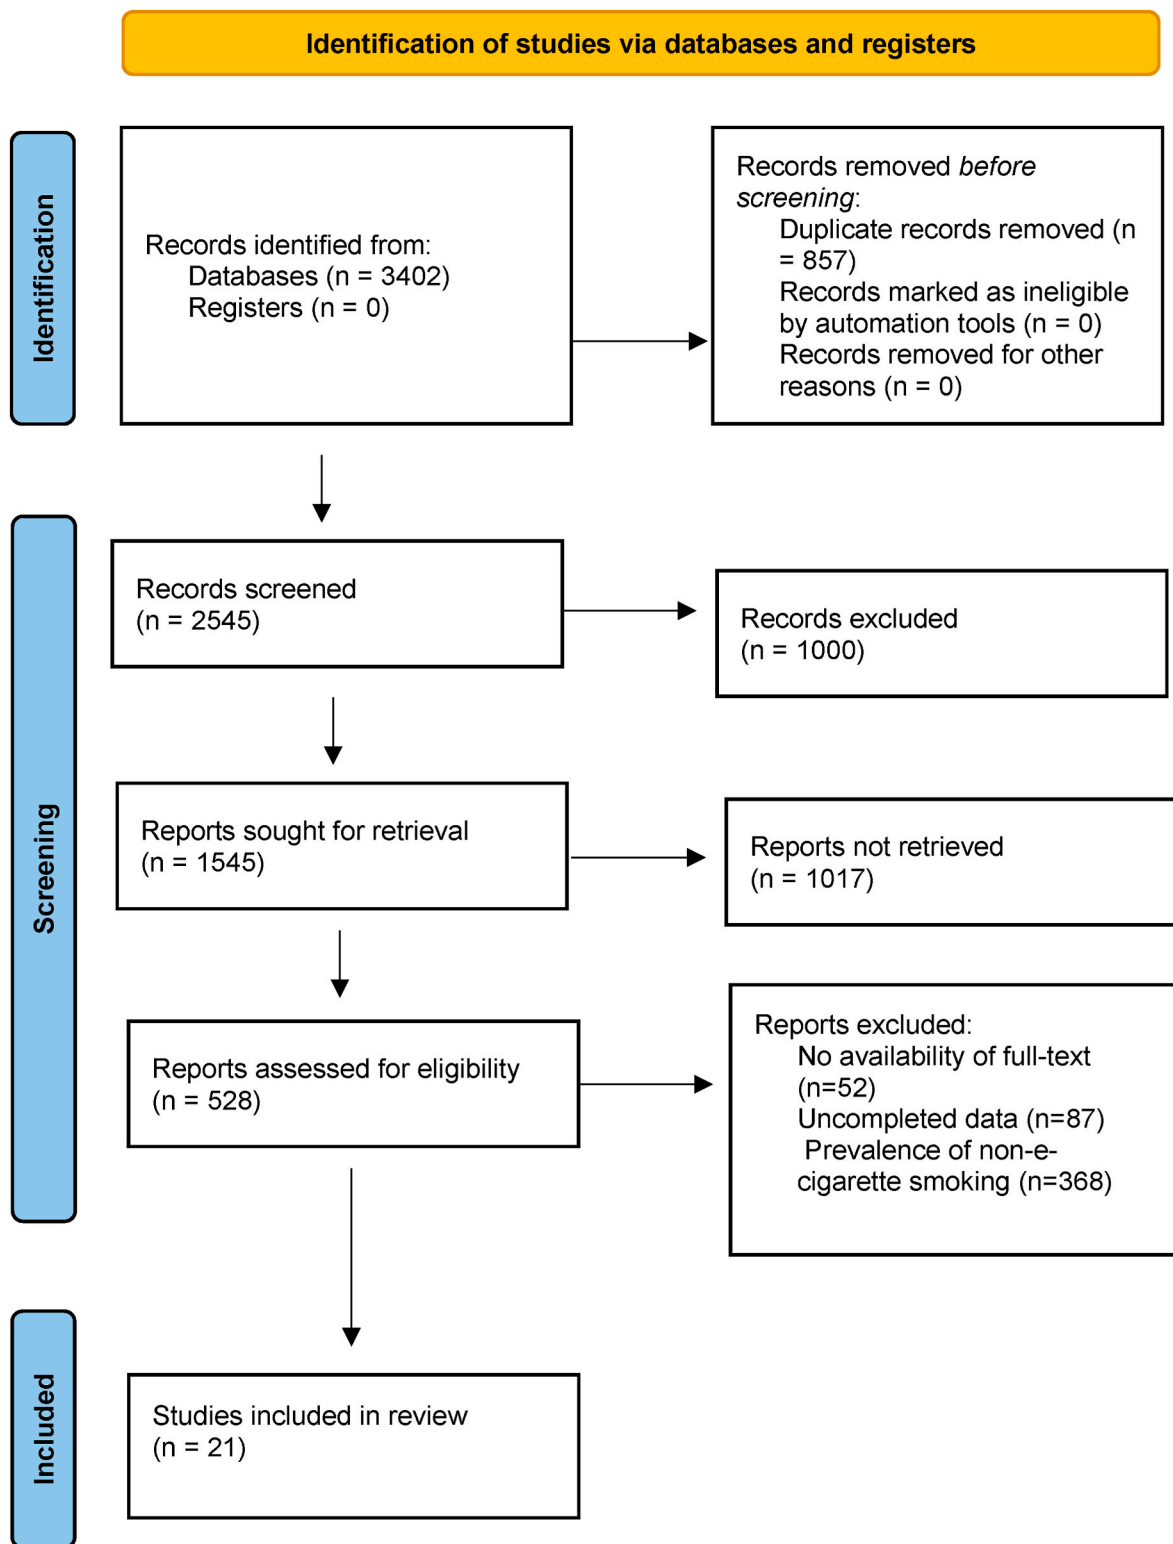 Identification of studies via databases and registers
Identification
Records identified from:
Databases (n = 3402)
Registers (n = 0)
Records removed before
screening:
Duplicate records removed (n
= 857)
Records marked as ineligible
by automation tools (n = 0)
Records removed for other
reasons (n = 0)
Screening
Records screened
(n = 2545)
Records excluded
(n = 1000)
Reports sought for retrieval
(n = 1545)
Reports not retrieved
(n = 1017)
Reports assessed for eligibility
(n = 528)
Reports excluded:
No availability of full-text
(n=52)
Uncompleted data (n=87)
Prevalence of non-e-
cigarette smoking (n=368)
Included
Studies included in review
(n = 21)